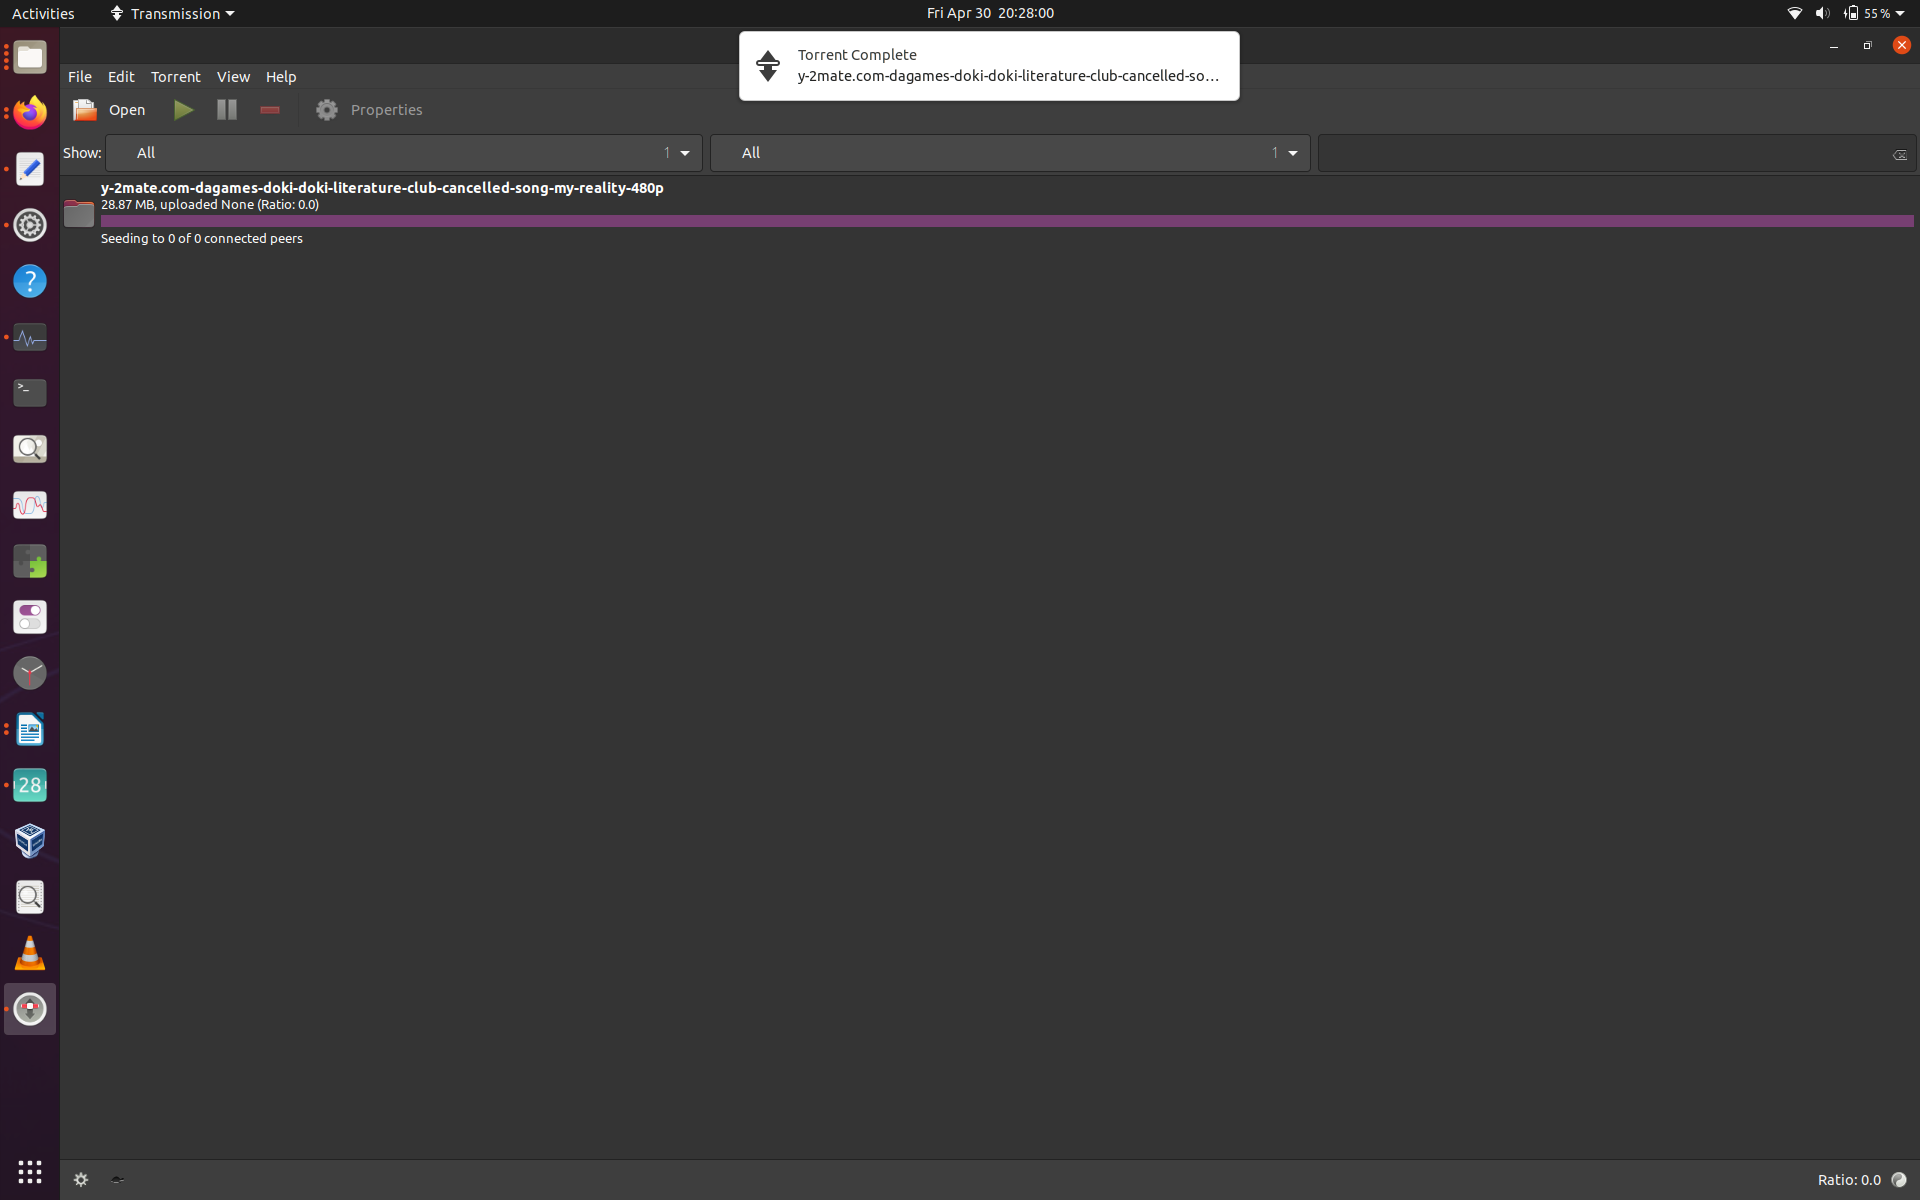 Activities Transmission Fri Apr 30 20:28:00 55 %
Torrent Complete
y-2mate.com-dagames-doki-doki-literature-club-cancelled-so…
File Edit Torrent View Help
Open Properties
Show: All 1 All 1
y-2mate.com-dagames-doki-doki-literature-club-cancelled-song-my-reality-480p
28.87 MB, uploaded None (Ratio: 0.0)
Seeding to 0 of 0 connected peers
?
>_
28
Ratio: 0.0